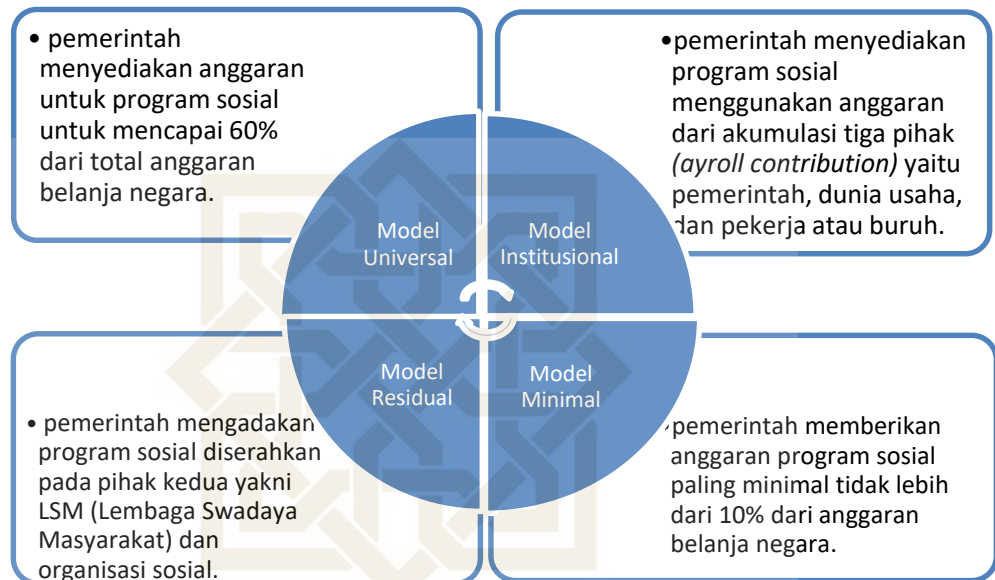 • pemerintah
menyediakan anggaran
untuk program sosial
untuk mencapai 60%
dari total anggaran
belanja negara.
•pemerintah menyediakan
program sosial
menggunakan anggaran
dari akumulasi tiga pihak
(ayroll contribution) yaitu
pemerintah, dunia usaha,
dan pekerja atau buruh.
Model
Universal
Model
Institusional
Model
Residual
Model
Minimal
• pemerintah mengadakan
program sosial diserahkan
pada pihak kedua yakni
LSM (Lembaga Swadaya
Masyarakat) dan
organisasi sosial.
•pemerintah memberikan
anggaran program sosial
paling minimal tidak lebih
dari 10% dari anggaran
belanja negara.